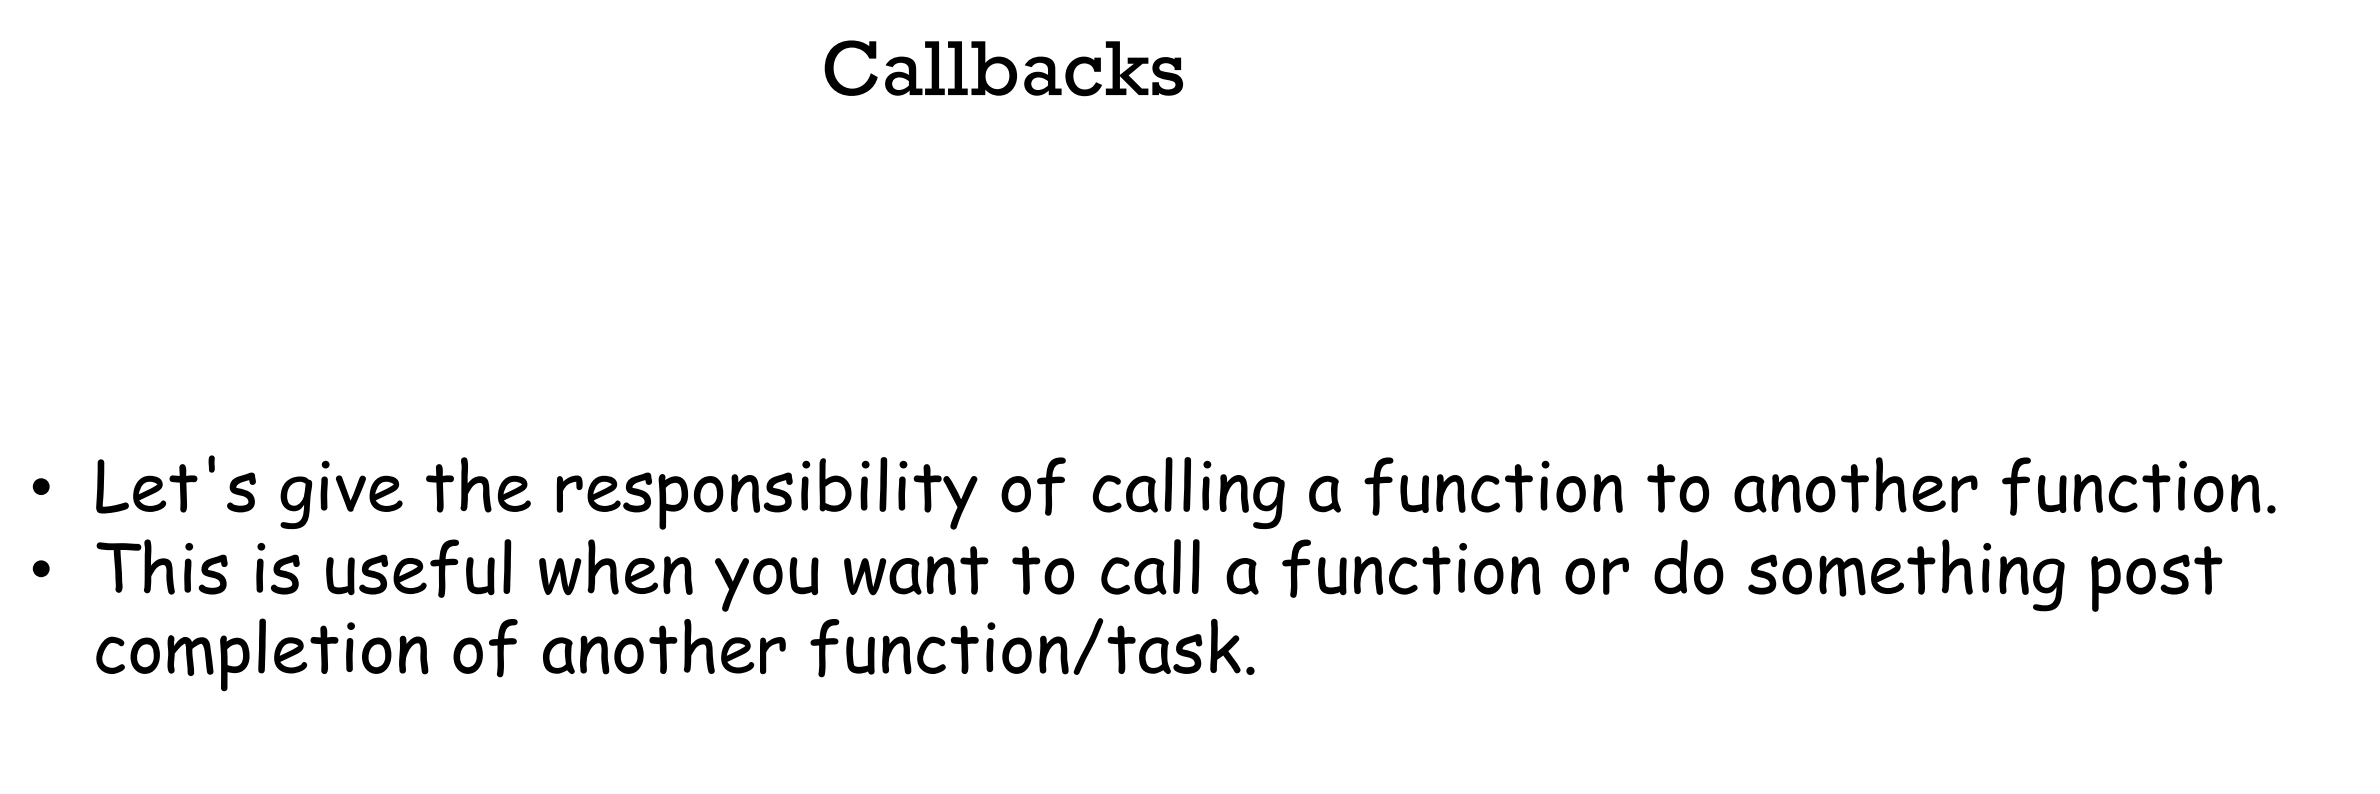 Callbacks
• Let's give the responsibility of calling a function to another function.
• This is useful when you want to call a function or do something post
completion of another function/task.